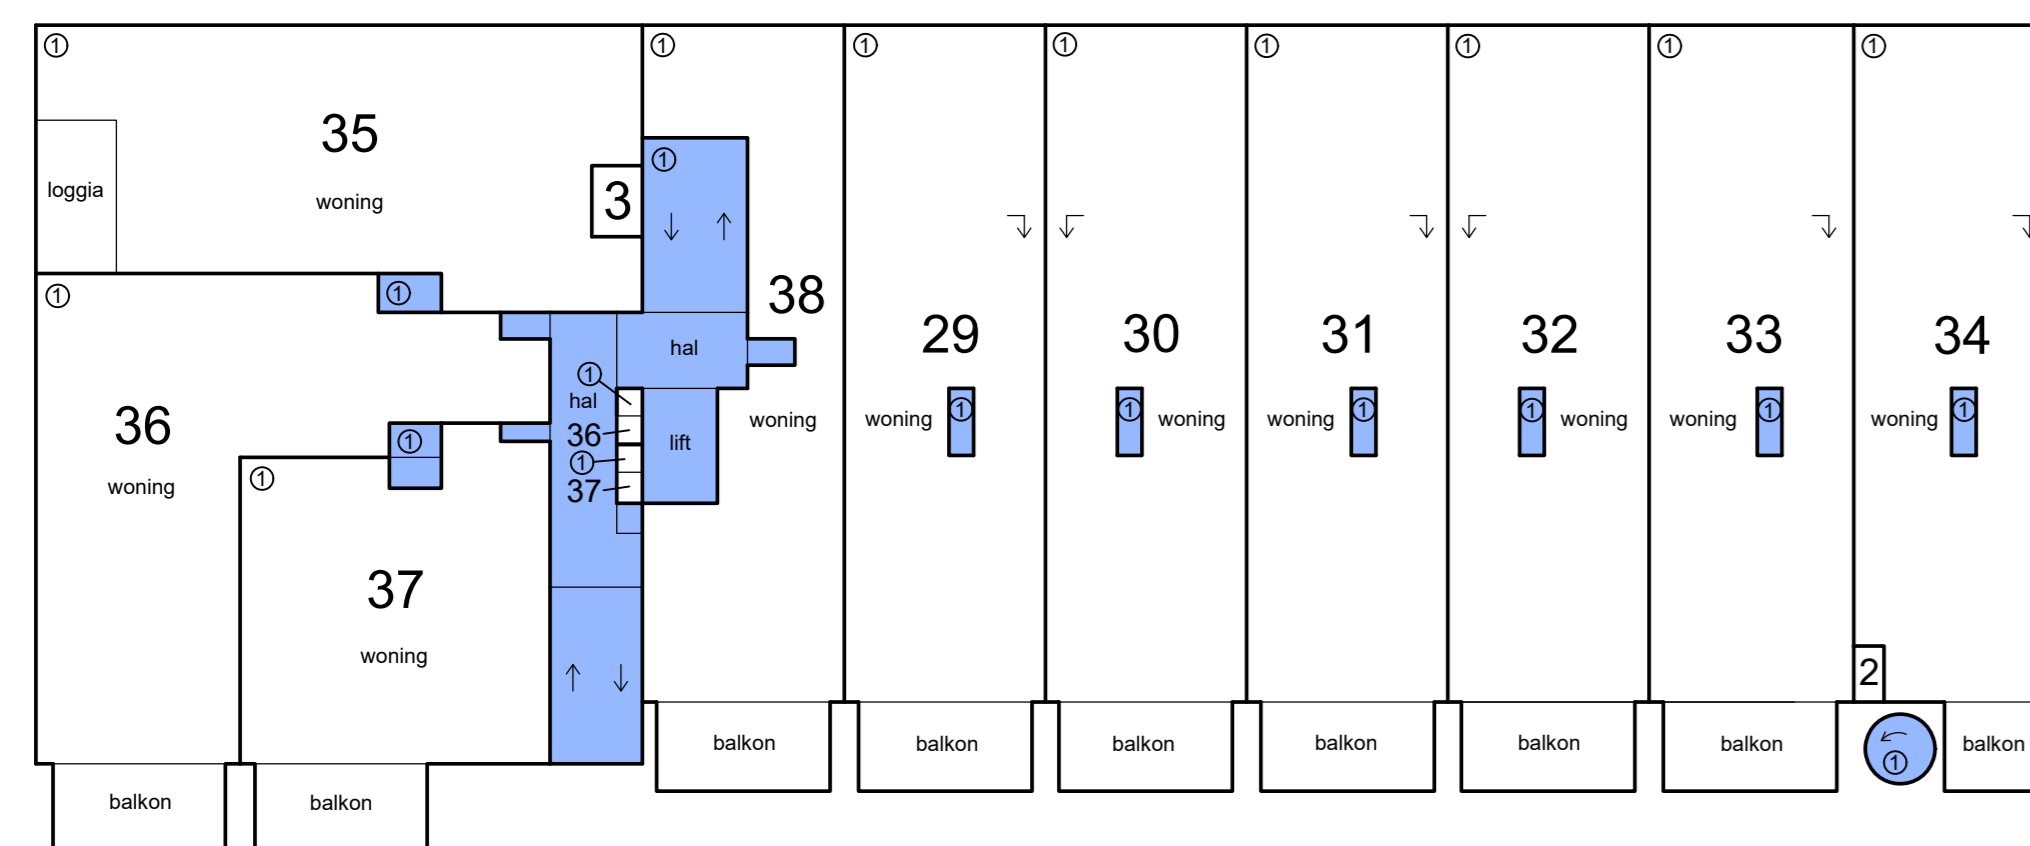 ① ① ① ① ① ① ① ①
35
loggia
woning
3
①
①
①
38
hal
29 30 31 32 33 34
①
hal
36
woning
36
①
37
lift
woning
woning ①
① woning
woning ①
① woning
woning ①
woning ①
①
①
37
woning
2
balkon balkon balkon balkon balkon balkon balkon
①
balkon balkon